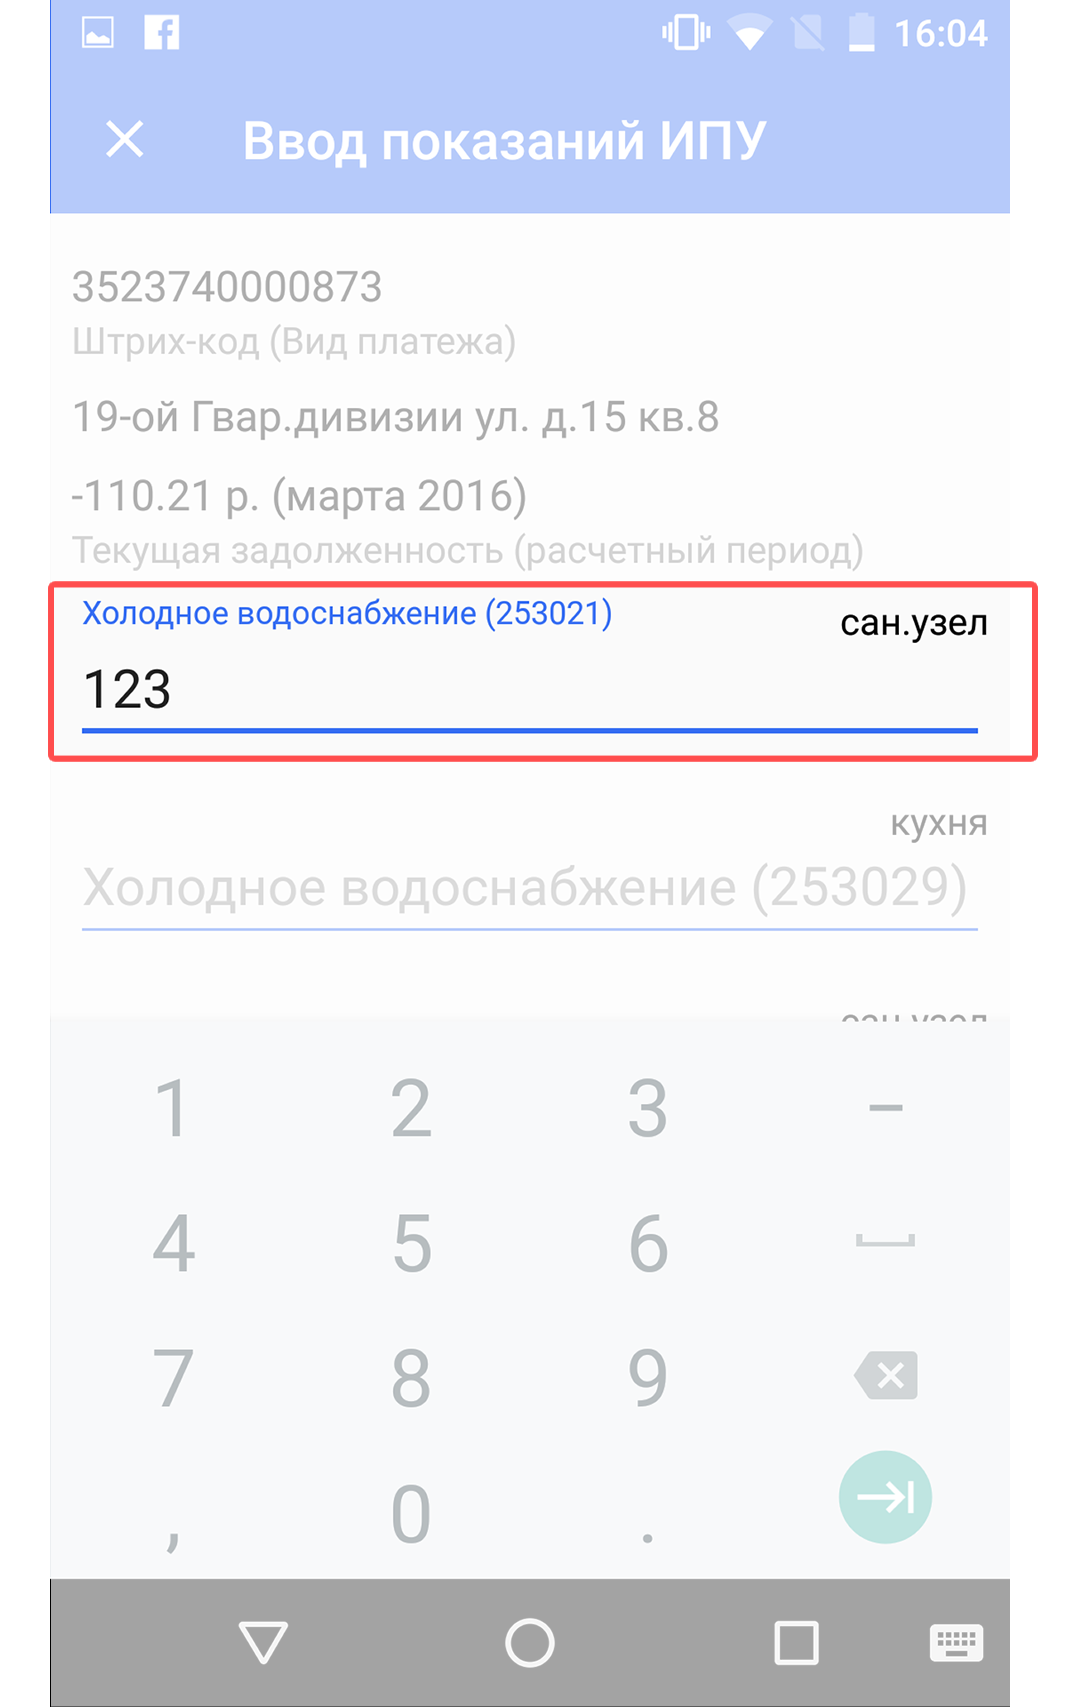 16:04
Ввод показаний ИПУ
3523740000873
Штрих-код (Вид платежа)
19-ой Гвар.дивизии ул. д.15 кв.8
-110.21 р. (марта 2016)
Текущая задолженность (расчетный период)
Холодное водоснабжение (253021)
сан.узел
123
кухня
Холодное водоснабжение (253029)
сан.узел
1 2 3 –
4 5 6
7 8 9
, 0 .